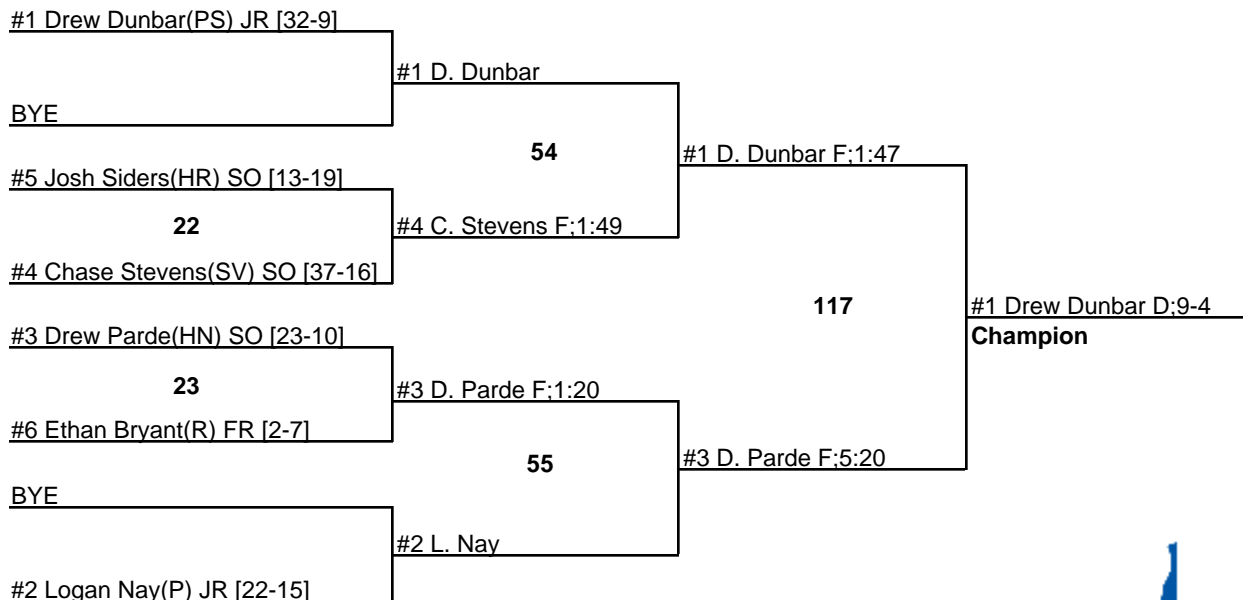 #1 Drew Dunbar(PS) JR [32-9]
#1 D. Dunbar
BYE
54
#1 D. Dunbar F;1:47
#5 Josh Siders(HR) SO [13-19]
22
#4 C. Stevens F;1:49
#4 Chase Stevens(SV) SO [37-16]
117
#1 Drew Dunbar D;9-4
Champion
#3 Drew Parde(HN) SO [23-10]
23
#3 D. Parde F;1:20
#6 Ethan Bryant(R) FR [2-7]
55
#3 D. Parde F;5:20
BYE
#2 L. Nay
#2 Logan Nay(P) JR [22-15]